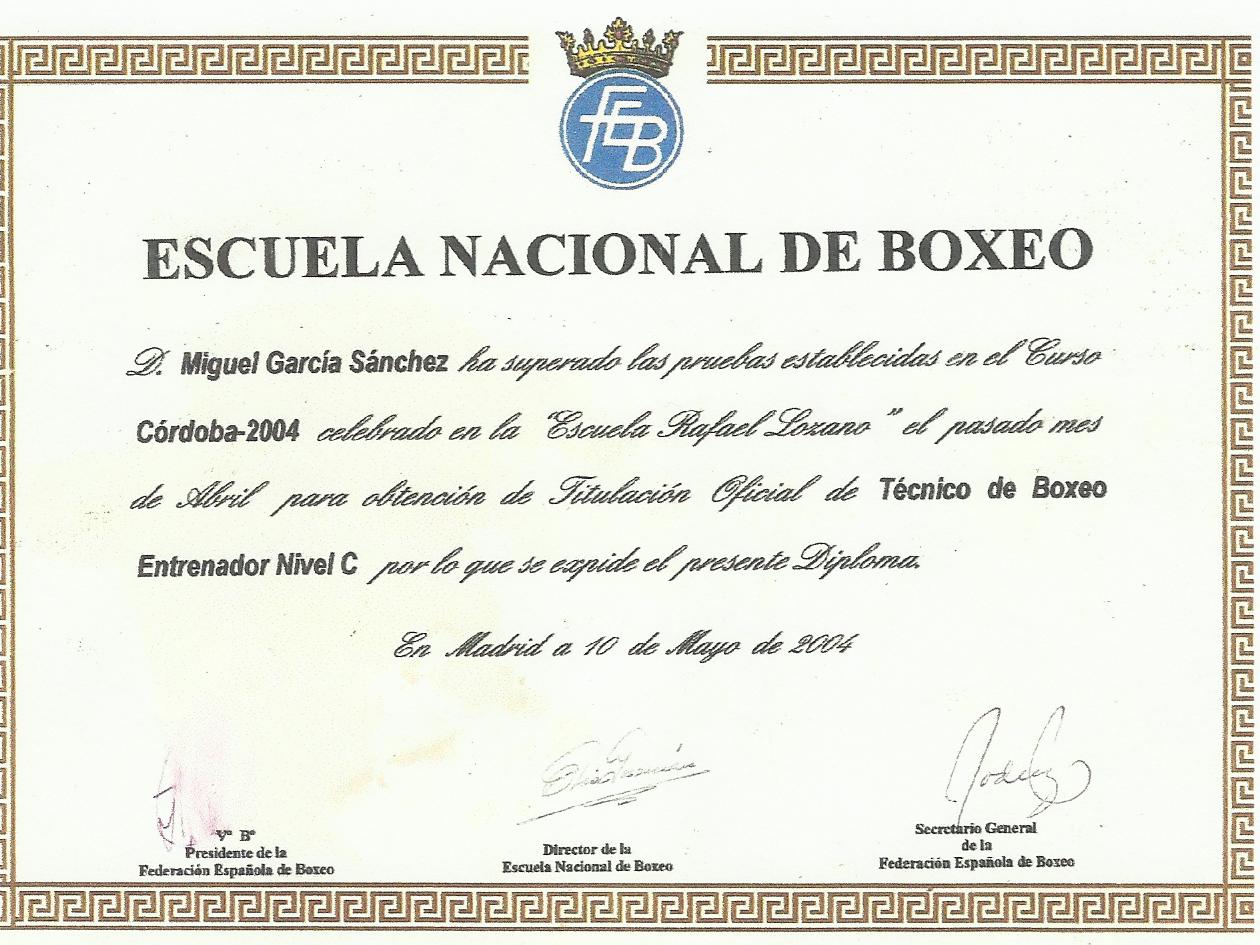 FEB
ESCUELA NACIONAL DE BOXEO
D. Miguel García Sánchez ha superado las pruebas establecidas en el Curso
Córdoba-2004 celebrado en la "Escuela Rafael Lozano" el pasado mes
de Abril para obtención de Titulación Oficial de Técnico de Boxeo
Entrenador Nivel C por lo que se expide el presente Diploma.
En Madrid a 10 de Mayo de 2004
Vº Bº
Presidente de la
Federación Española de Boxeo
Director de la
Escuela Nacional de Boxeo
Secretario General
de la
Federación Española de Boxeo